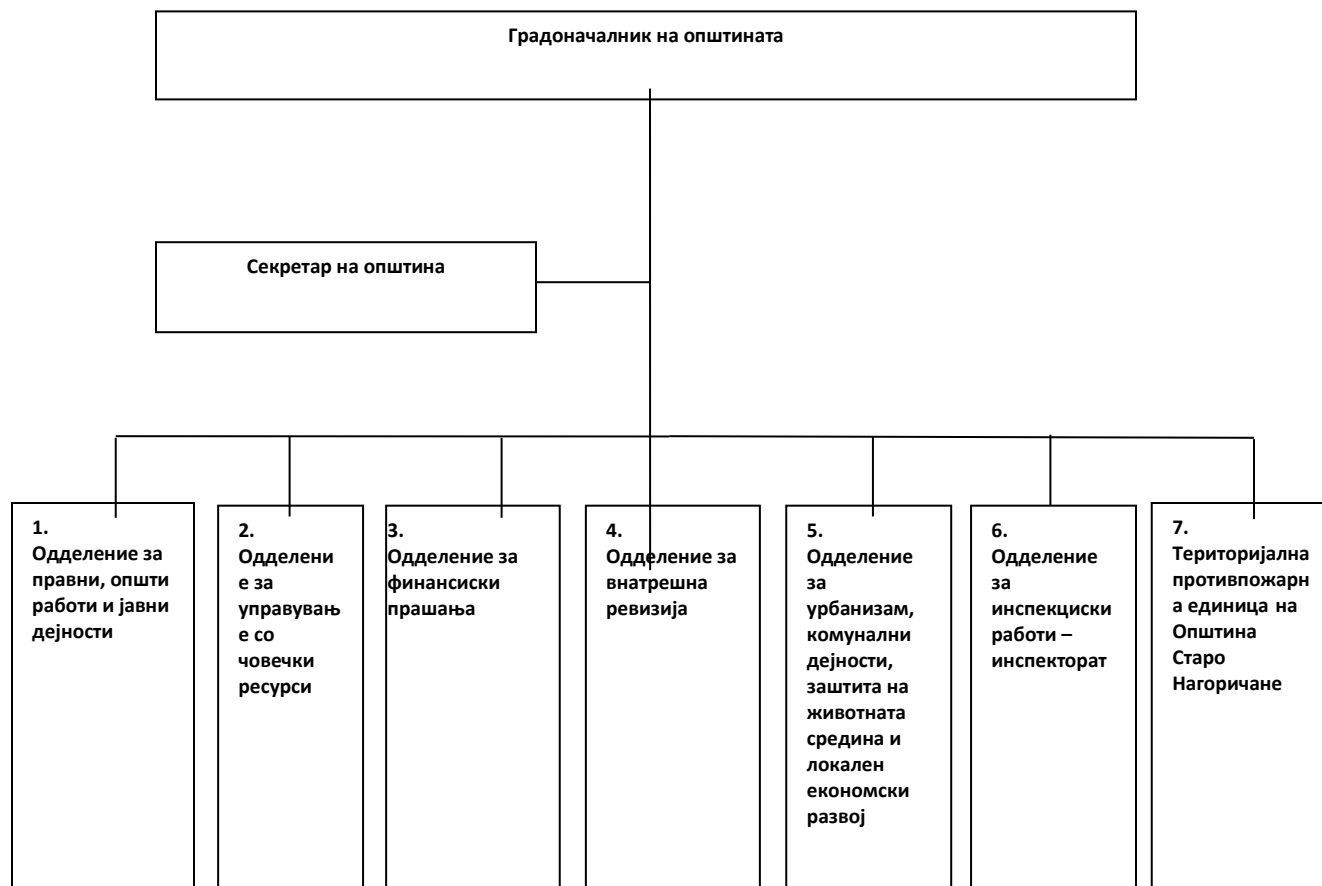 Градоначалник на општината
Секретар на општина
1.
Одделение за
правни, општи
работи и јавни
дејности
2.
Одделени
е за
управувањ
е со
човечки
ресурси
3.
Одделение за
финансиски
прашања
4.
Одделение за
внатрешна
ревизија
5.
Одделение
за
урбанизам,
комунални
дејности,
заштита на
животната
средина и
локален
економски
развој
6.
Одделение
за
инспекциски
работи –
инспекторат
7.
Територијална
противпожарн
а единица на
Општина
Старо
Нагоричане